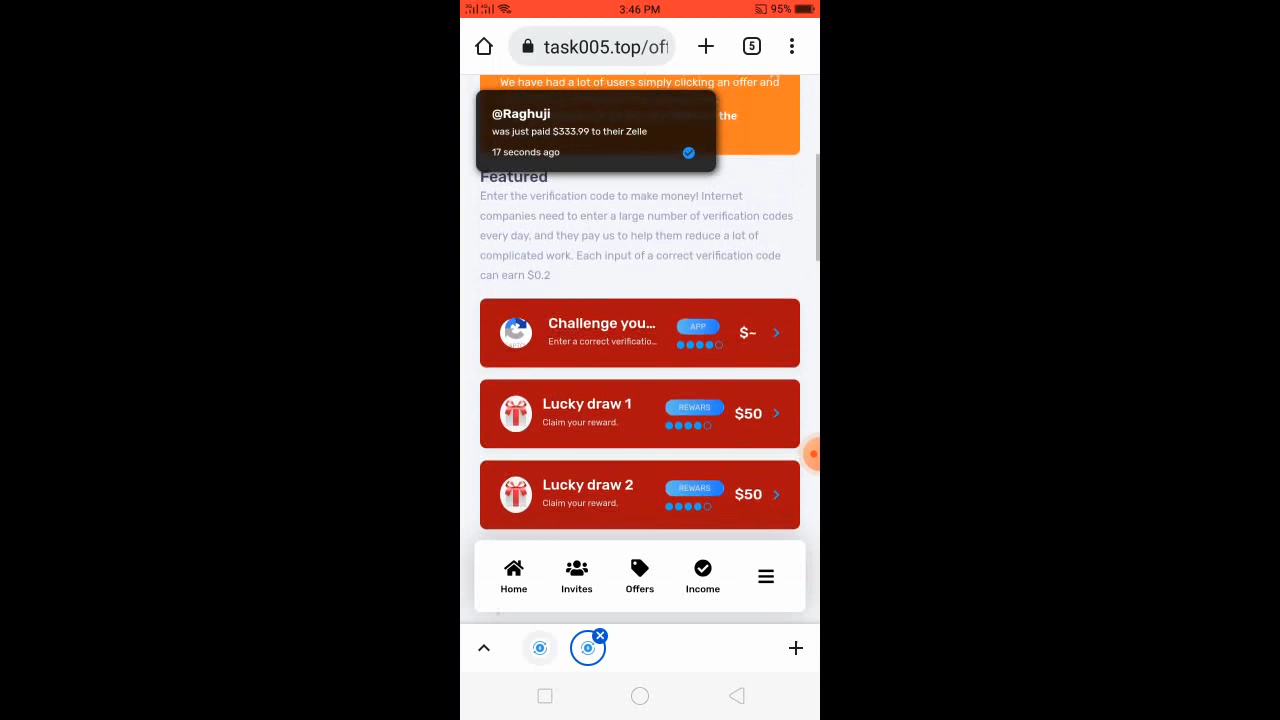 3:46 PM
95%
task005.top/off
5
We have had a lot of users simply clicking an offer and
the
@Raghuji
was just paid $333.99 to their Zelle
17 seconds ago
Featured
Enter the verification code to make money! Internet
companies need to enter a large number of verification codes
every day, and they pay us to help them reduce a lot of
complicated work. Each input of a correct verification code
can earn $0.2
Challenge you...
APP
$~
Enter a correct verificatio...
Lucky draw 1
REWARS
$50
Claim your reward.
Lucky draw 2
REWARS
$50
Claim your reward.
Home
Invites
Offers
Income